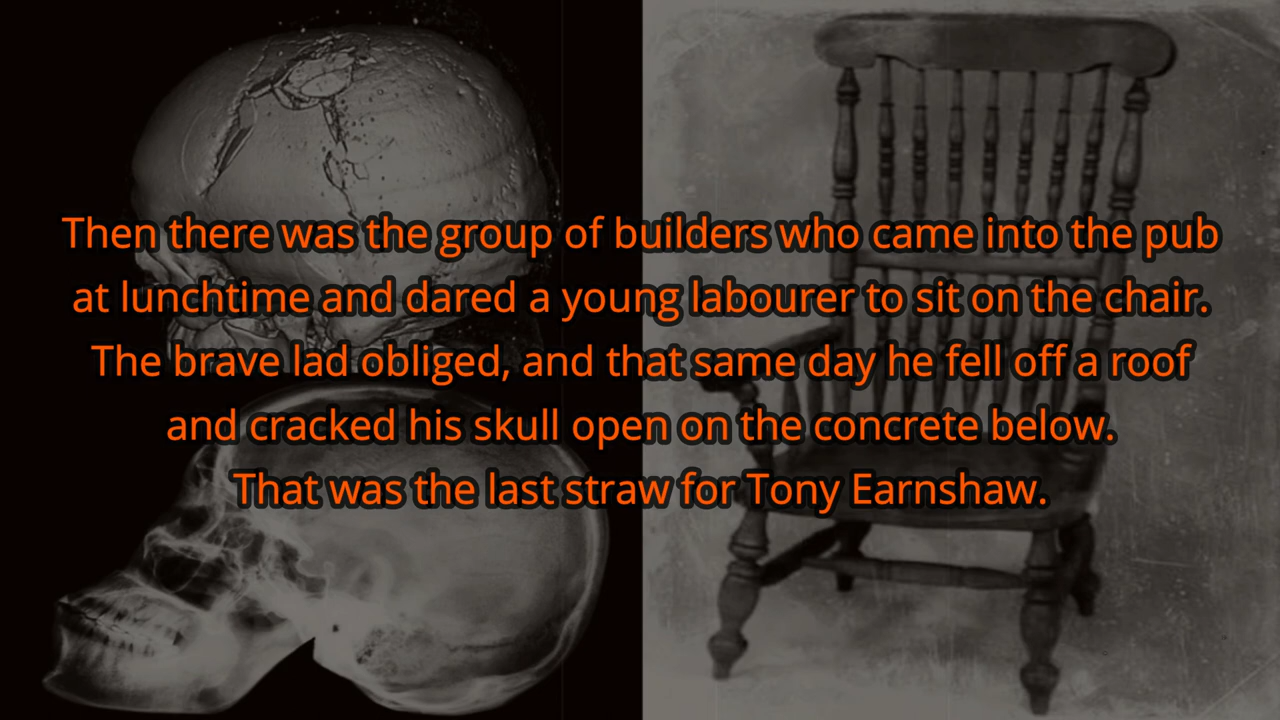 Then there was the group of builders who came into the pub
at lunchtime and dared a young labourer to sit on the chair.
The brave lad obliged, and that same day he fell off a roof
and cracked his skull open on the concrete below.
That was the last straw for Tony Earnshaw.